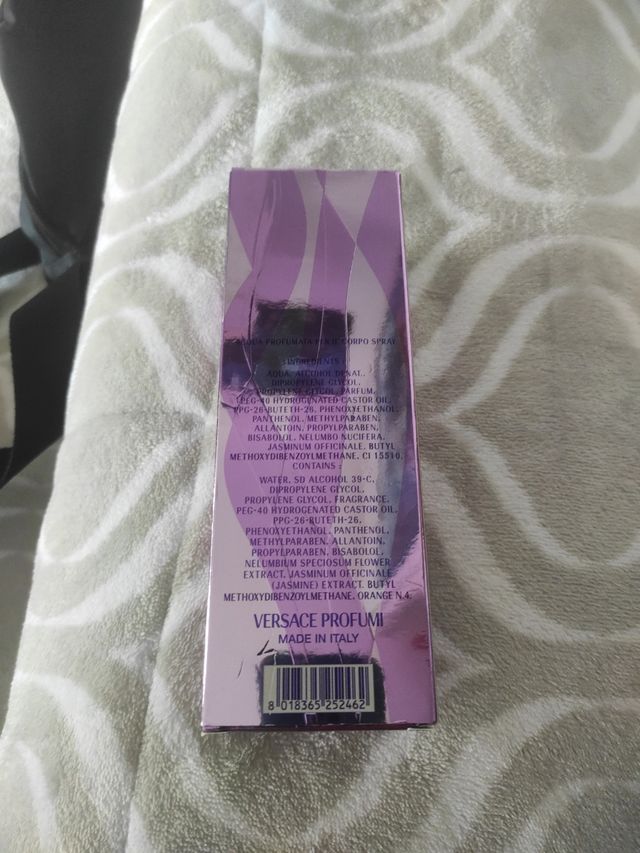 ACQUA PROFUMATA PER IL CORPO SPRAY
INGREDIENTS :
AQUA, ALCOHOL DENAT.,
DIPROPYLENE GLYCOL,
PROPYLENE GLYCOL, PARFUM,
PEG-40 HYDROGENATED CASTOR OIL,
PPG-26-BUTETH-26, PHENOXYETHANOL,
PANTHENOL, METHYLPARABEN,
ALLANTOIN, PROPYLPARABEN,
BISABOLOL, NELUMBO NUCIFERA,
JASMINUM OFFICINALE, BUTYL
METHOXYDIBENZOYLMETHANE, CI 15510.
CONTAINS :
WATER, SD ALCOHOL 39-C,
DIPROPYLENE GLYCOL,
PROPYLENE GLYCOL, FRAGRANCE,
PEG-40 HYDROGENATED CASTOR OIL,
PPG-26-BUTETH-26,
PHENOXYETHANOL, PANTHENOL,
METHYLPARABEN, ALLANTOIN,
PROPYLPARABEN, BISABOLOL,
NELUMBIUM SPECIOSUM FLOWER
EXTRACT, JASMINUM OFFICINALE
(JASMINE) EXTRACT, BUTYL
METHOXYDIBENZOYLMETHANE, ORANGE N.4.
VERSACE PROFUMI
MADE IN ITALY
8 018365 252462